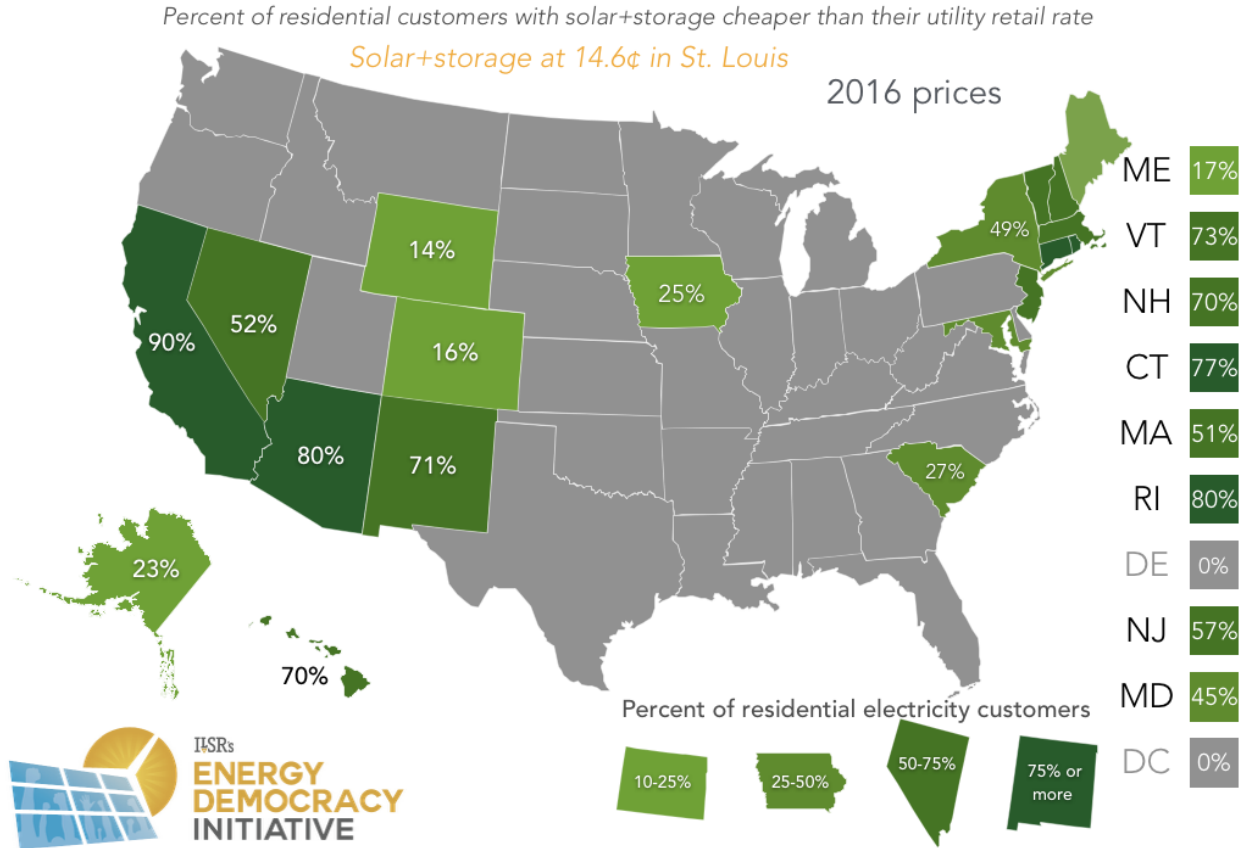 Percent of residential customers with solar+storage cheaper than their utility retail rate
Solar+storage at 14.6¢ in St. Louis
2016 prices
ME 17%
VT 73%
49%
14%
NH 70%
25%
52%
90%
16%
CT 77%
MA 51%
80%
71%
27%
RI 80%
23%
DE 0%
NJ 57%
70%
MD 45%
Percent of residential electricity customers
DC 0%
10-25%
25-50%
50-75%
75% or
more
ILSRs
ENERGY
DEMOCRACY
INITIATIVE